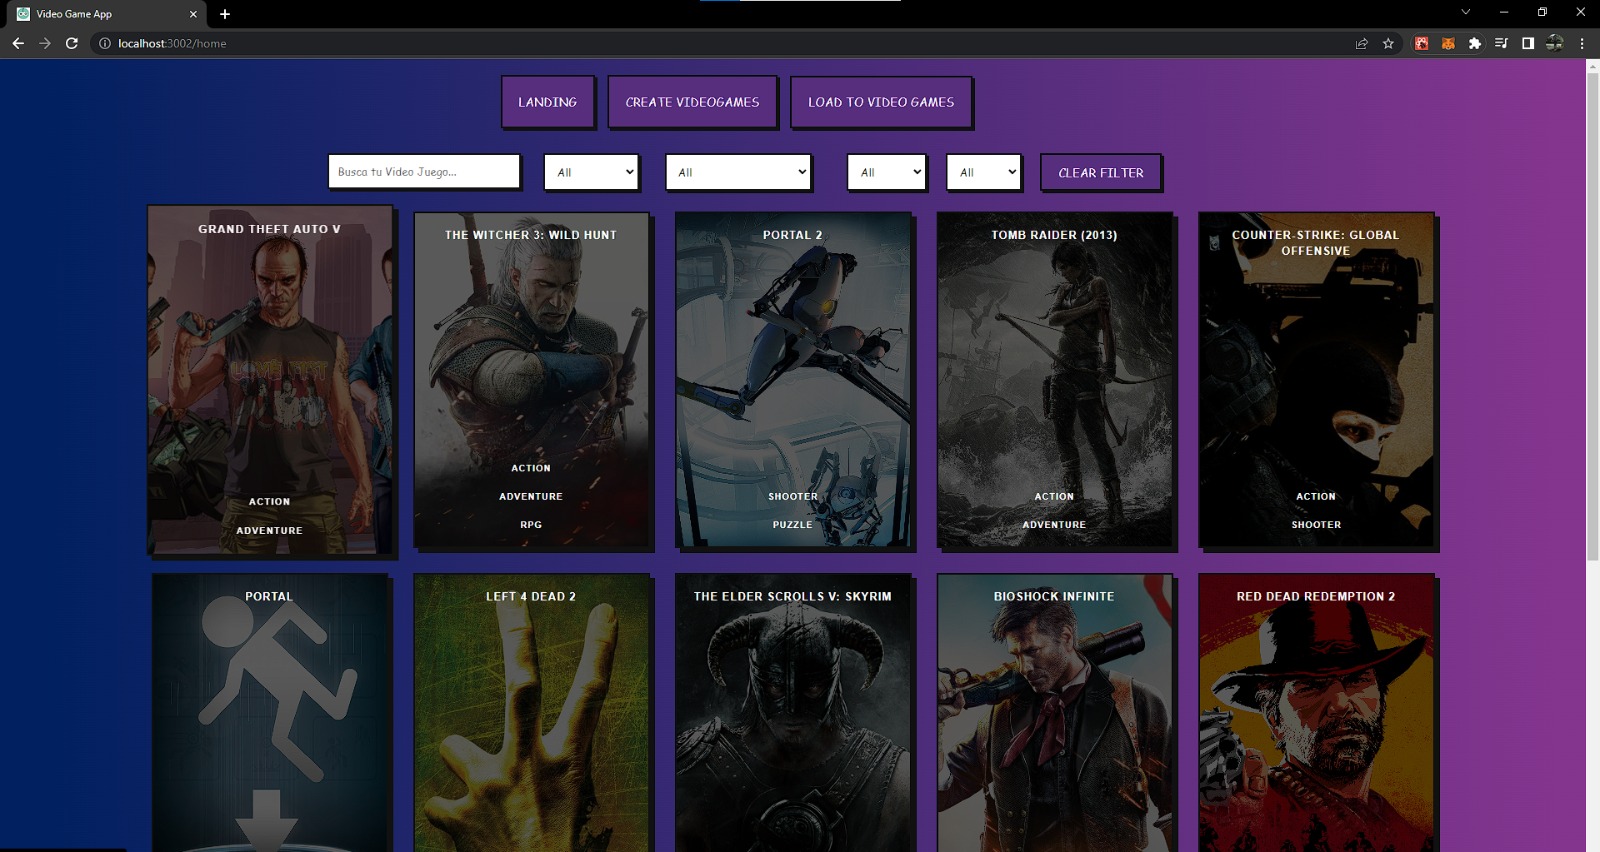 Video Game App
localhost:3002/home
LANDING
CREATE VIDEOGAMES
LOAD TO VIDEO GAMES
Busca tu Video Juego...
All
All
All
All
CLEAR FILTER
GRAND THEFT AUTO V
ACTION
ADVENTURE
THE WITCHER 3: WILD HUNT
ACTION
ADVENTURE
RPG
PORTAL 2
SHOOTER
PUZZLE
TOMB RAIDER (2013)
ACTION
ADVENTURE
COUNTER-STRIKE: GLOBAL
OFFENSIVE
ACTION
SHOOTER
PORTAL
LEFT 4 DEAD 2
THE ELDER SCROLLS V: SKYRIM
BIOSHOCK INFINITE
RED DEAD REDEMPTION 2